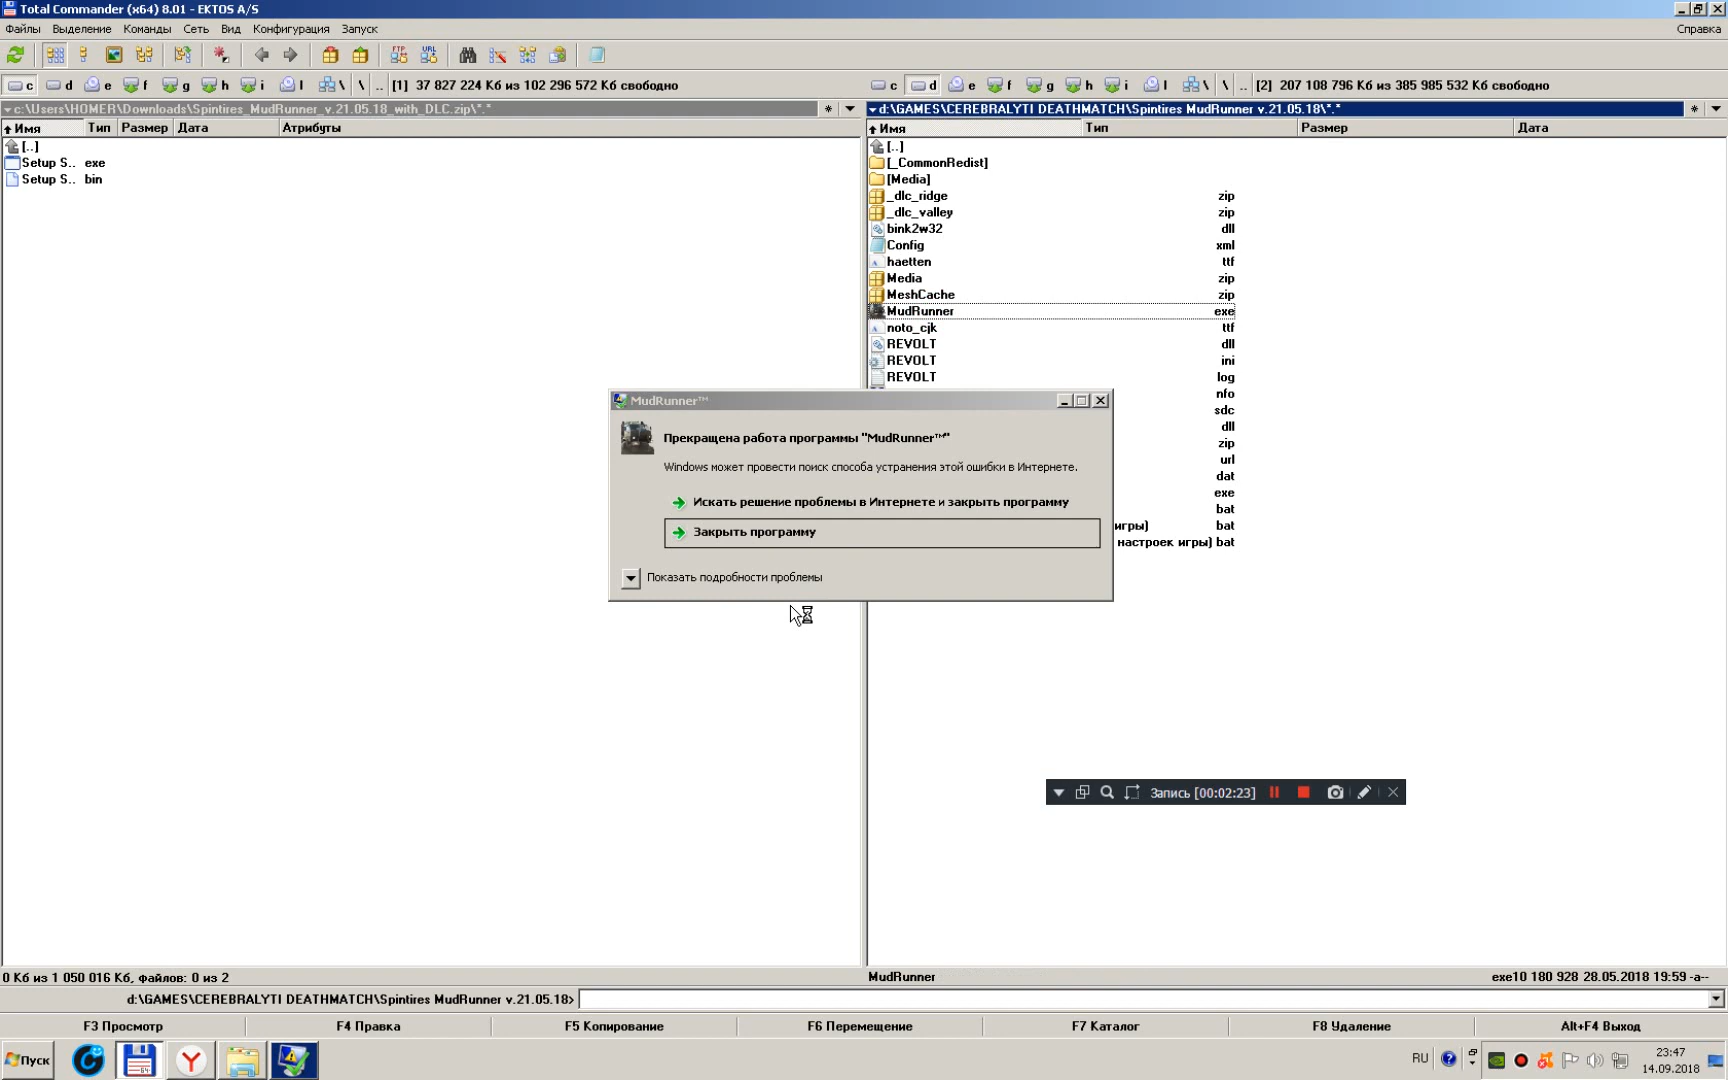 Total Commander (x64) 8.01 - EKTOS A/S
Файлы Выделение Команды Сеть Вид Конфигурация Запуск Справка
FTP URL
c d e f g h i l \ \ .. [1] 37 827 224 Кб из 102 296 572 Кб свободно
c d e f g h i l \ \ .. [2] 207 108 796 Кб из 385 985 532 Кб свободно
c:\Users\HOMER\Downloads\Spintires_MudRunner_v.21.05.18_with_DLC.zip\*.* * 
d:\GAMES\CEREBRALYTI DEATHMATCH\Spintires MudRunner v.21.05.18\*.* *
Имя Тип Размер Дата Атрибуты
Имя Тип Размер Дата
[..]
Setup S.. exe
Setup S.. bin
[..]
[_CommonRedist]
[Media]
_dlc_ridge zip
_dlc_valley zip
bink2w32 dll
Config xml
haetten ttf
Media zip
MeshCache zip
MudRunner exe
noto_cjk ttf
REVOLT dll
REVOLT ini
REVOLT log
nfo
sdc
dll
zip
url
dat
exe
bat
игры) bat
настроек игры) bat
MudRunner™
Прекращена работа программы "MudRunner™"
Windows может провести поиск способа устранения этой ошибки в Интернете.
Искать решение проблемы в Интернете и закрыть программу
Закрыть программу
Показать подробности проблемы
Запись [00:02:23]
0 Кб из 1 050 016 Кб, файлов: 0 из 2
MudRunner exe10 180 928 28.05.2018 19:59 -a--
d:\GAMES\CEREBRALYTI DEATHMATCH\Spintires MudRunner v.21.05.18>
F3 Просмотр F4 Правка F5 Копирование F6 Перемещение F7 Каталог F8 Удаление Alt+F4 Выход
Пуск 64 RU 23:47
14.09.2018